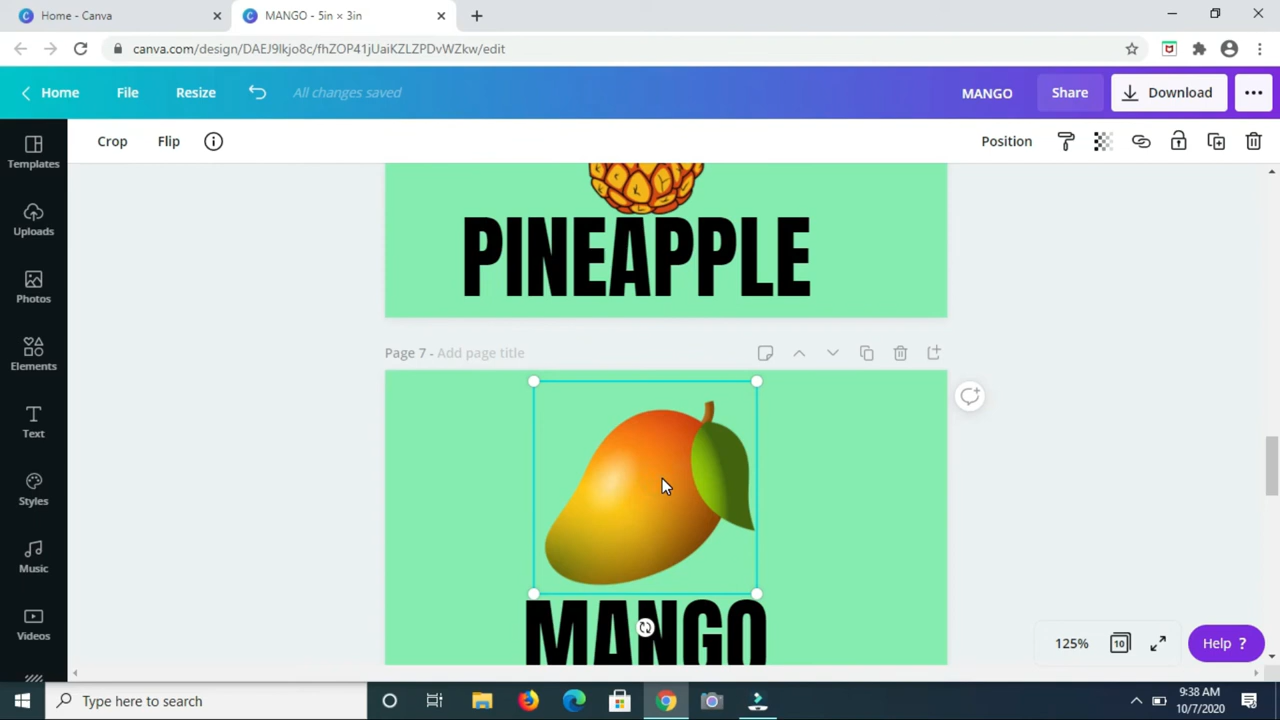 Home - Canva
MANGO - 5in × 3in
canva.com/design/DAEJ9lkjo8c/fhZOP41jUaiKZLZPDvWZkw/edit
Home
File
Resize
All changes saved
MANGO
Share
Download
Crop
Flip
Position
Templates
Uploads
Photos
Elements
Text
Styles
Music
Videos
PINEAPPLE
Page 7 - Add page title
MANGO
125%
10
Help ?
Type here to search
9:38 AM
10/7/2020